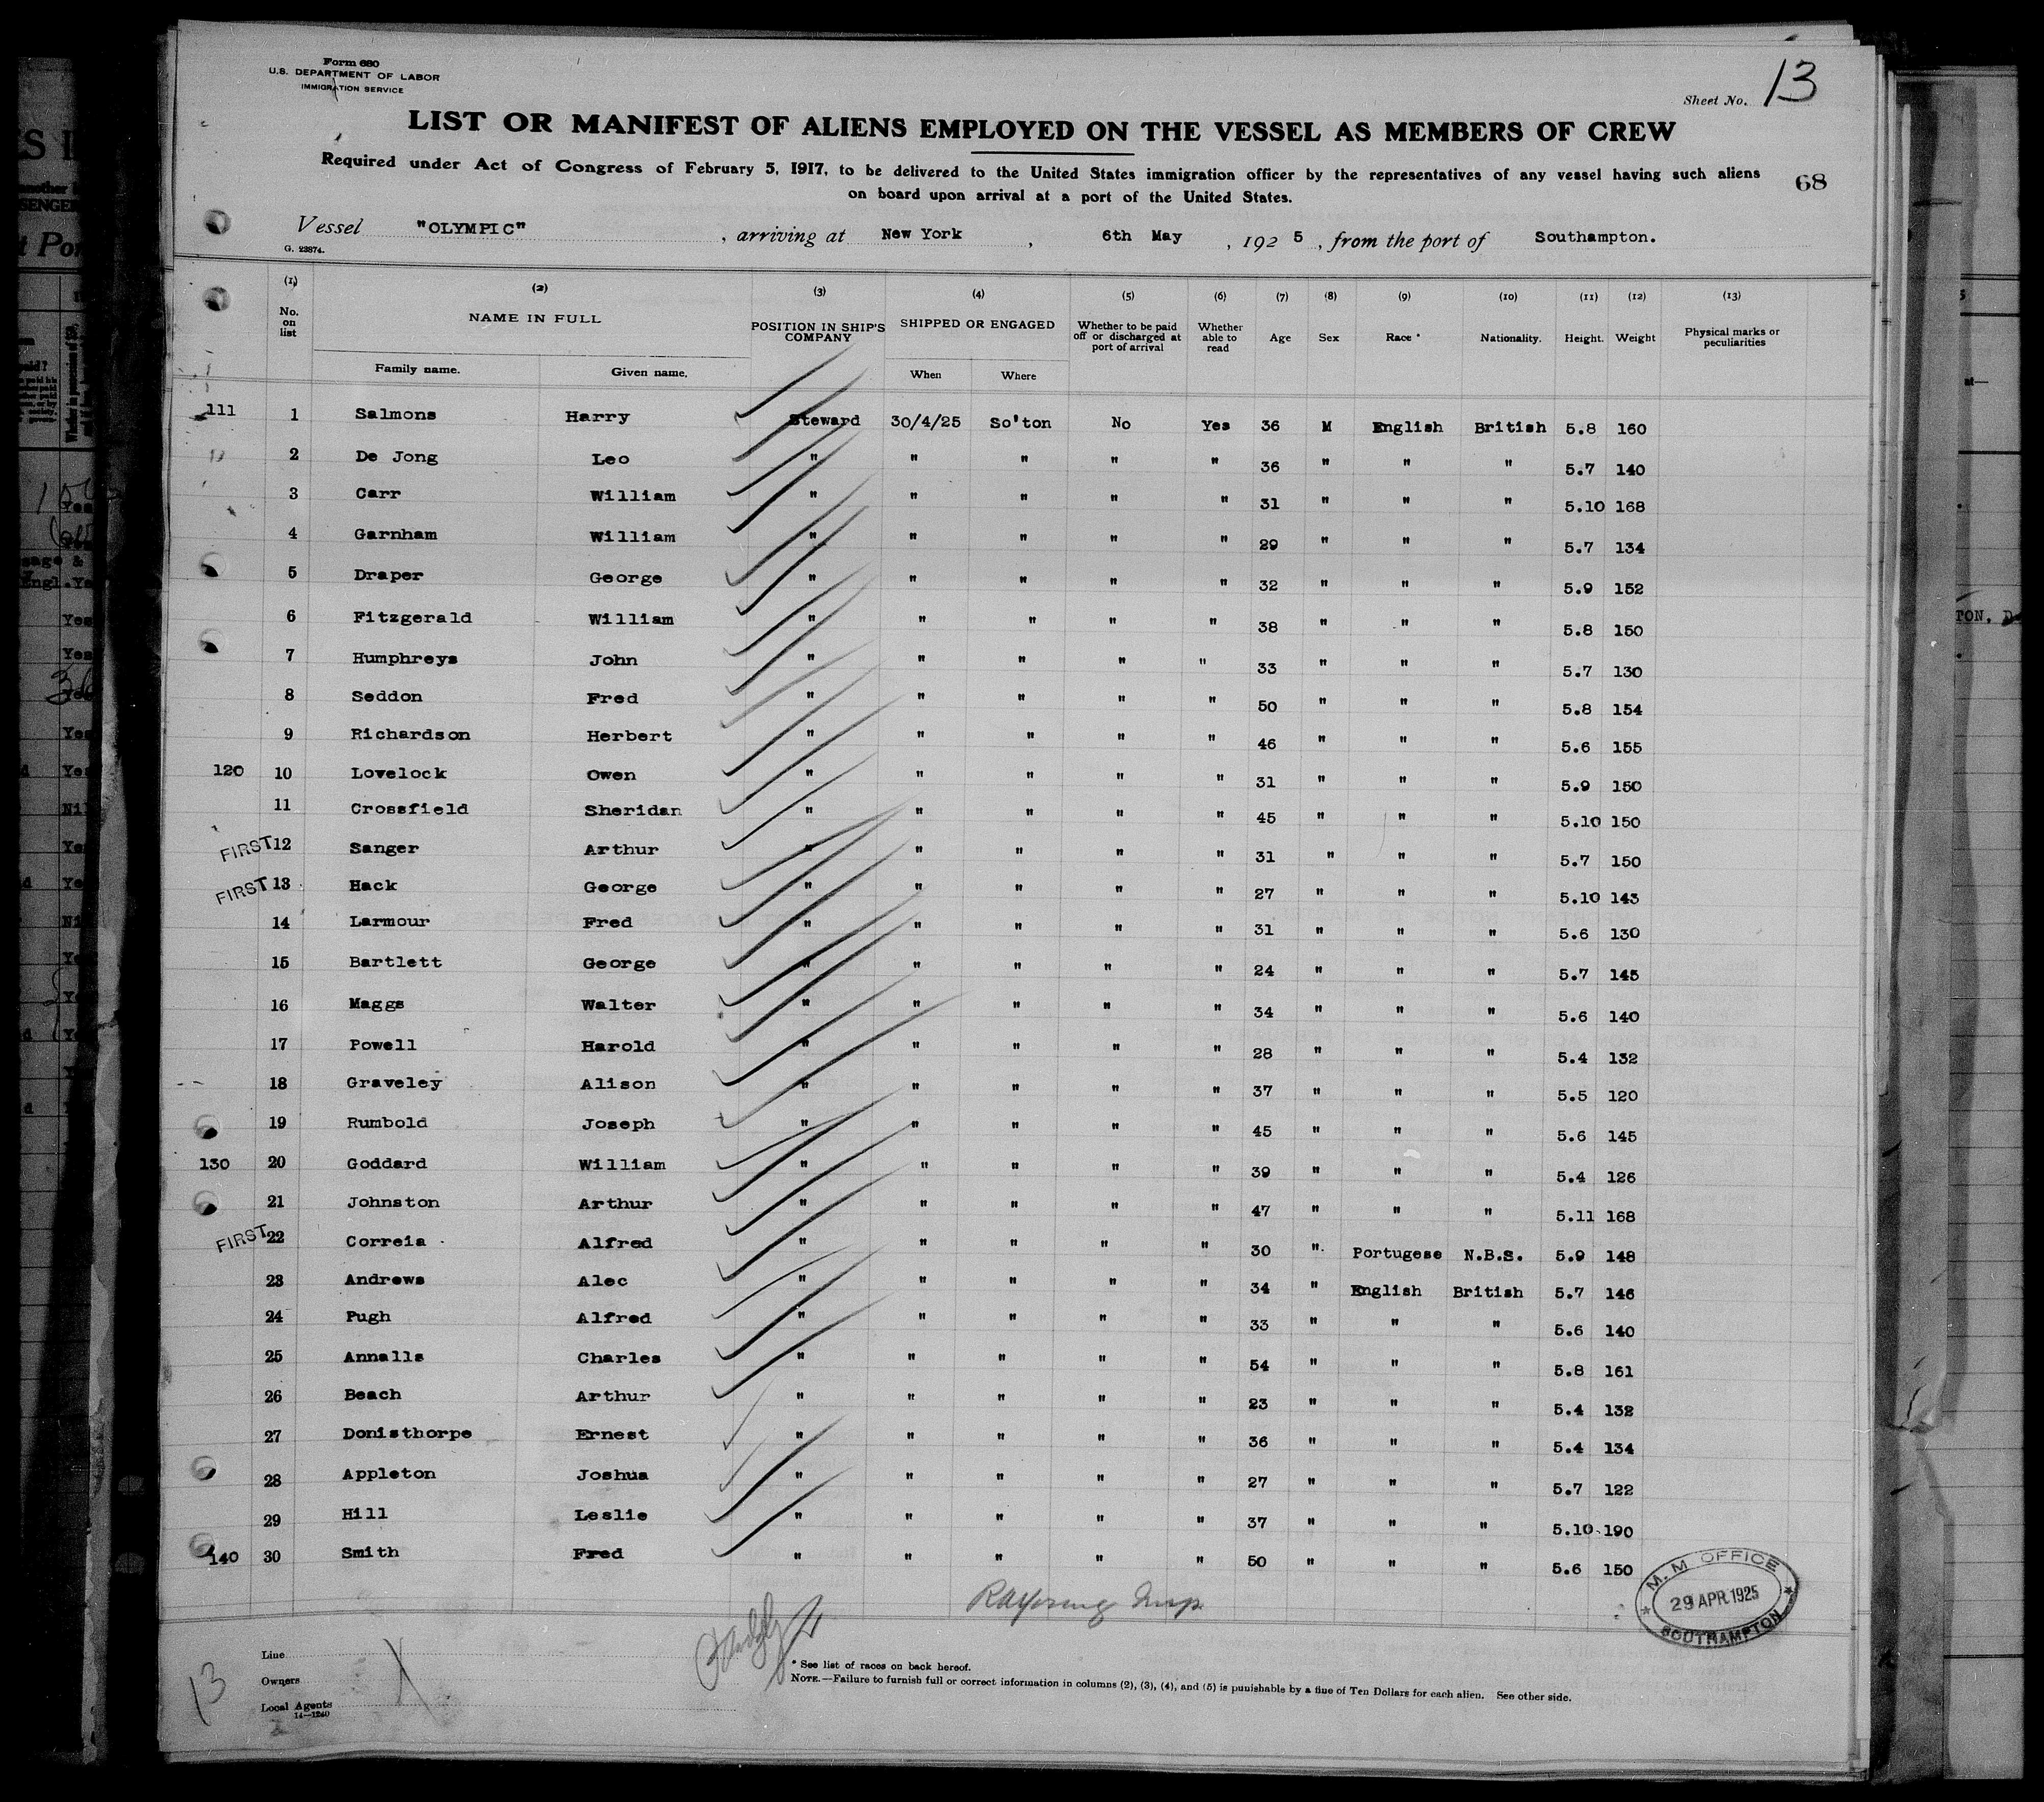 Form 680
U.S. DEPARTMENT OF LABOR
IMMIGRATION SERVICE
Sheet No. 13
LIST OR MANIFEST OF ALIENS EMPLOYED ON THE VESSEL AS MEMBERS OF CREW
Required under Act of Congress of February 5, 1917, to be delivered to the United States immigration officer by the representatives of any vessel having such aliens
on board upon arrival at a port of the United States.
68
Vessel "OLYMPIC", arriving at New York, 6th May, 1925, from the port of Southampton.
G. 23874.
(1) (2) (3) (4) (5) (6) (7) (8) (9) (10) (11) (12) (13)
No. on list NAME IN FULL POSITION IN SHIP'S COMPANY SHIPPED OR ENGAGED Whether to be paid off or discharged at port of arrival Whether able to read Age Sex Race * Nationality. Height. Weight Physical marks or peculiarities
Family name. Given name. When Where
111 1 Salmons Harry Steward 30/4/25 So'ton No Yes 36 M English British 5.8 160
2 De Jong Leo " " " " " 36 " " " 5.7 140
3 Carr William " " " " " 31 " " " 5.10 168
4 Garnham William " " " " " 29 " " " 5.7 134
5 Draper George " " " " " 32 " " " 5.9 152
6 Fitzgerald William " " " " " 38 " " " 5.8 150
7 Humphreys John " " " " " 33 " " " 5.7 130
8 Seddon Fred " " " " " 50 " " " 5.8 154
9 Richardson Herbert " " " " " 46 " " " 5.6 155
120 10 Lovelock Owen " " " " " 31 " " " 5.9 150
11 Crossfield Sheridan " " " " " 45 " " " 5.10 150
FIRST 12 Sanger Arthur " " " " " 31 " " " 5.7 150
FIRST 13 Hack George " " " " " 27 " " " 5.10 143
14 Larmour Fred " " " " " 31 " " " 5.6 130
15 Bartlett George " " " " " 24 " " " 5.7 145
16 Maggs Walter " " " " " 34 " " " 5.6 140
17 Powell Harold " " " " " 28 " " " 5.4 132
18 Graveley Alison " " " " " 37 " " " 5.5 120
19 Rumbold Joseph " " " " " 45 " " " 5.6 145
130 20 Goddard William " " " " " 39 " " " 5.4 126
21 Johnston Arthur " " " " " 47 " " " 5.11 168
FIRST 22 Correia Alfred " " " " " 30 " Portugese N.B.S. 5.9 148
23 Andrews Alec " " " " " 34 " English British 5.7 146
24 Pugh Alfred " " " " " 33 " " " 5.6 140
25 Annalls Charles " " " " " 54 " " " 5.8 161
26 Beach Arthur " " " " " 23 " " " 5.4 132
27 Donisthorpe Ernest " " " " " 36 " " " 5.4 134
28 Appleton Joshua " " " " " 27 " " " 5.7 122
29 Hill Leslie " " " " " 37 " " " 5.10 190
140 30 Smith Fred " " " " " 50 " " " 5.6 150
M. M OFFICE
29 APR. 1925
SOUTHAMPTON
Line
Owners
Local Agents
14—1240
13
* See list of races on back hereof.
NOTE.—Failure to furnish full or correct information in columns (2), (3), (4), and (5) is punishable by a fine of Ten Dollars for each alien. See other side.